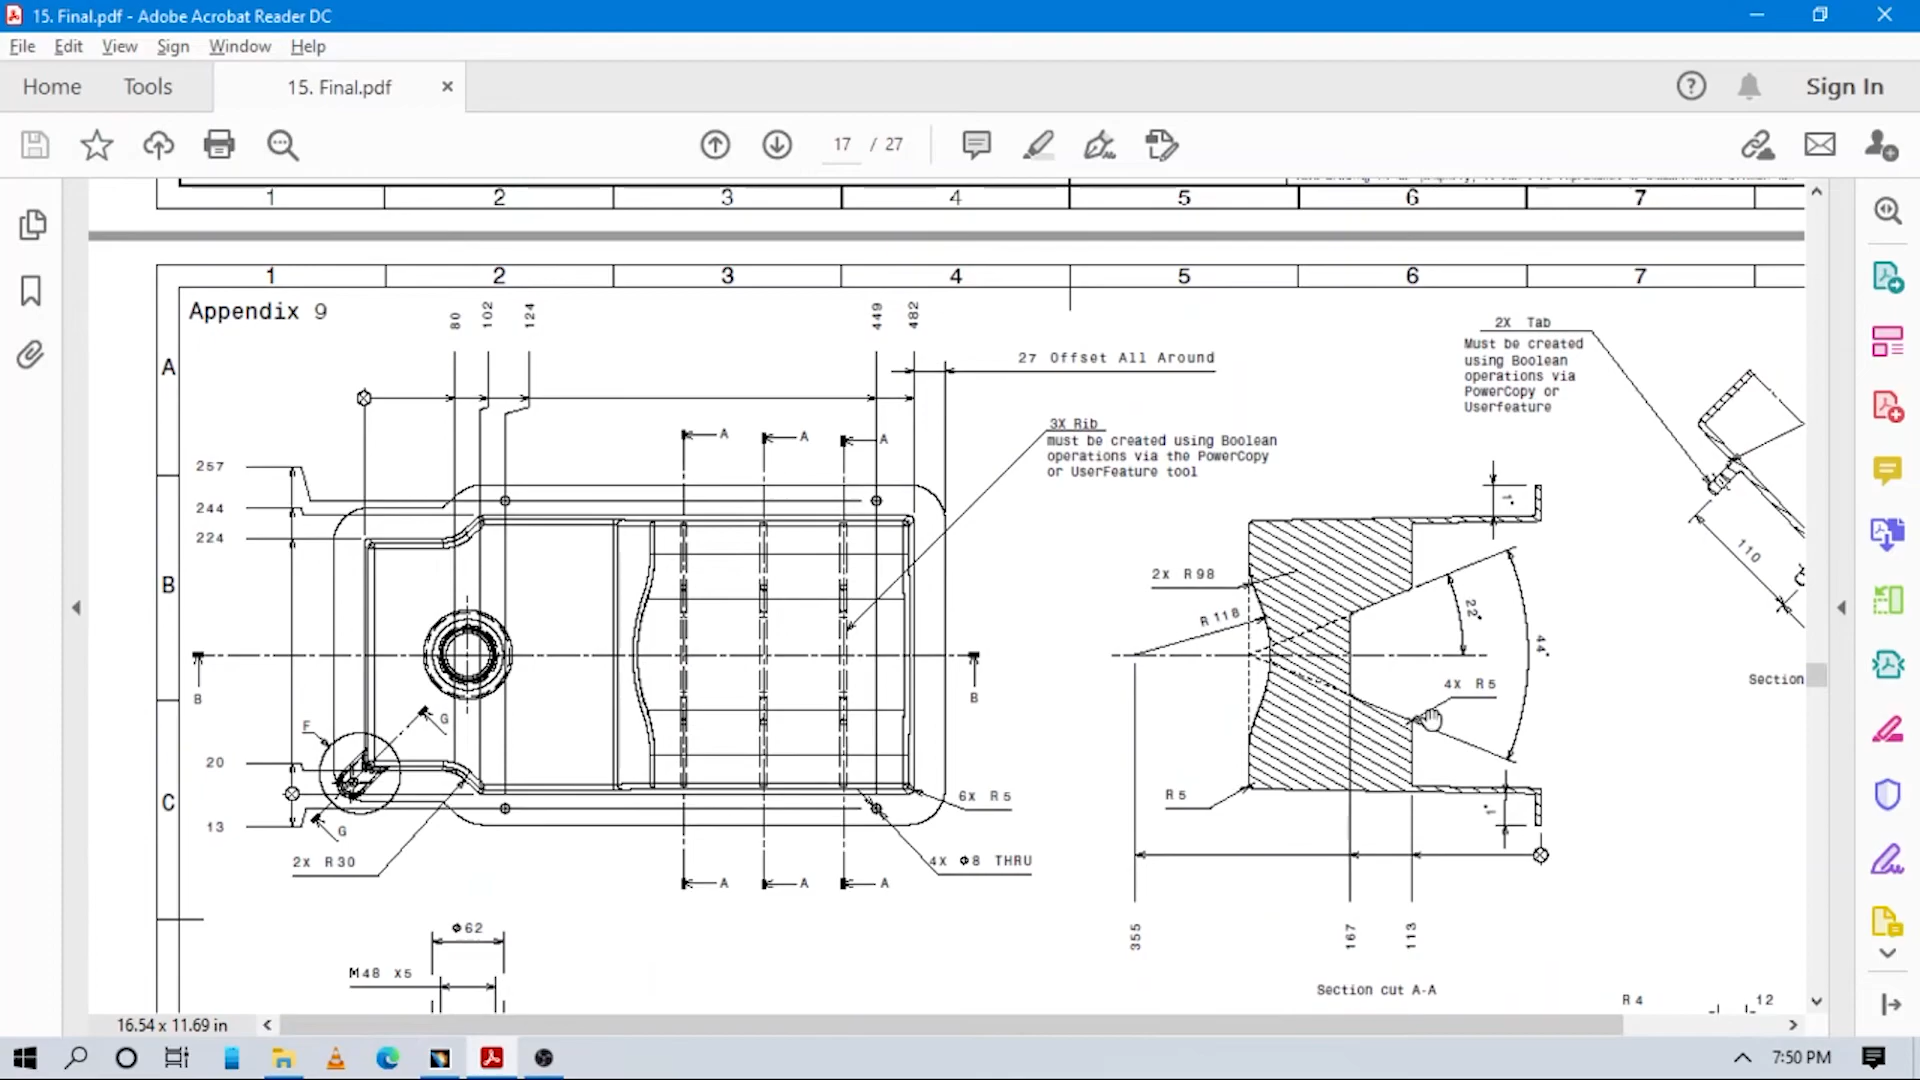 15. Final.pdf - Adobe Acrobat Reader DC
File Edit View Sign Window Help
Home Tools 15. Final.pdf Sign In
17 / 27
1 2 3 4 5 6 7
1 2 3 4 5 6 7
Appendix 9
80 102 124 449 482
27 Offset All Around
2X Tab
Must be created
using Boolean
operations via
PowerCopy or
Userfeature
A
3X Rib
must be created using Boolean
operations via the PowerCopy
or UserFeature tool
A A A
257
244
224
1°
110
B
2X R98
R 118
22°
44°
4X R5
Section
B B
F
G
20
13
C
G
6X R5
R5
1°
2X R30
4X Φ8 THRU
A A A
Φ62
M48 X5
355 167 113
Section cut A-A
R4 12
16.54 x 11.69 in
7:50 PM